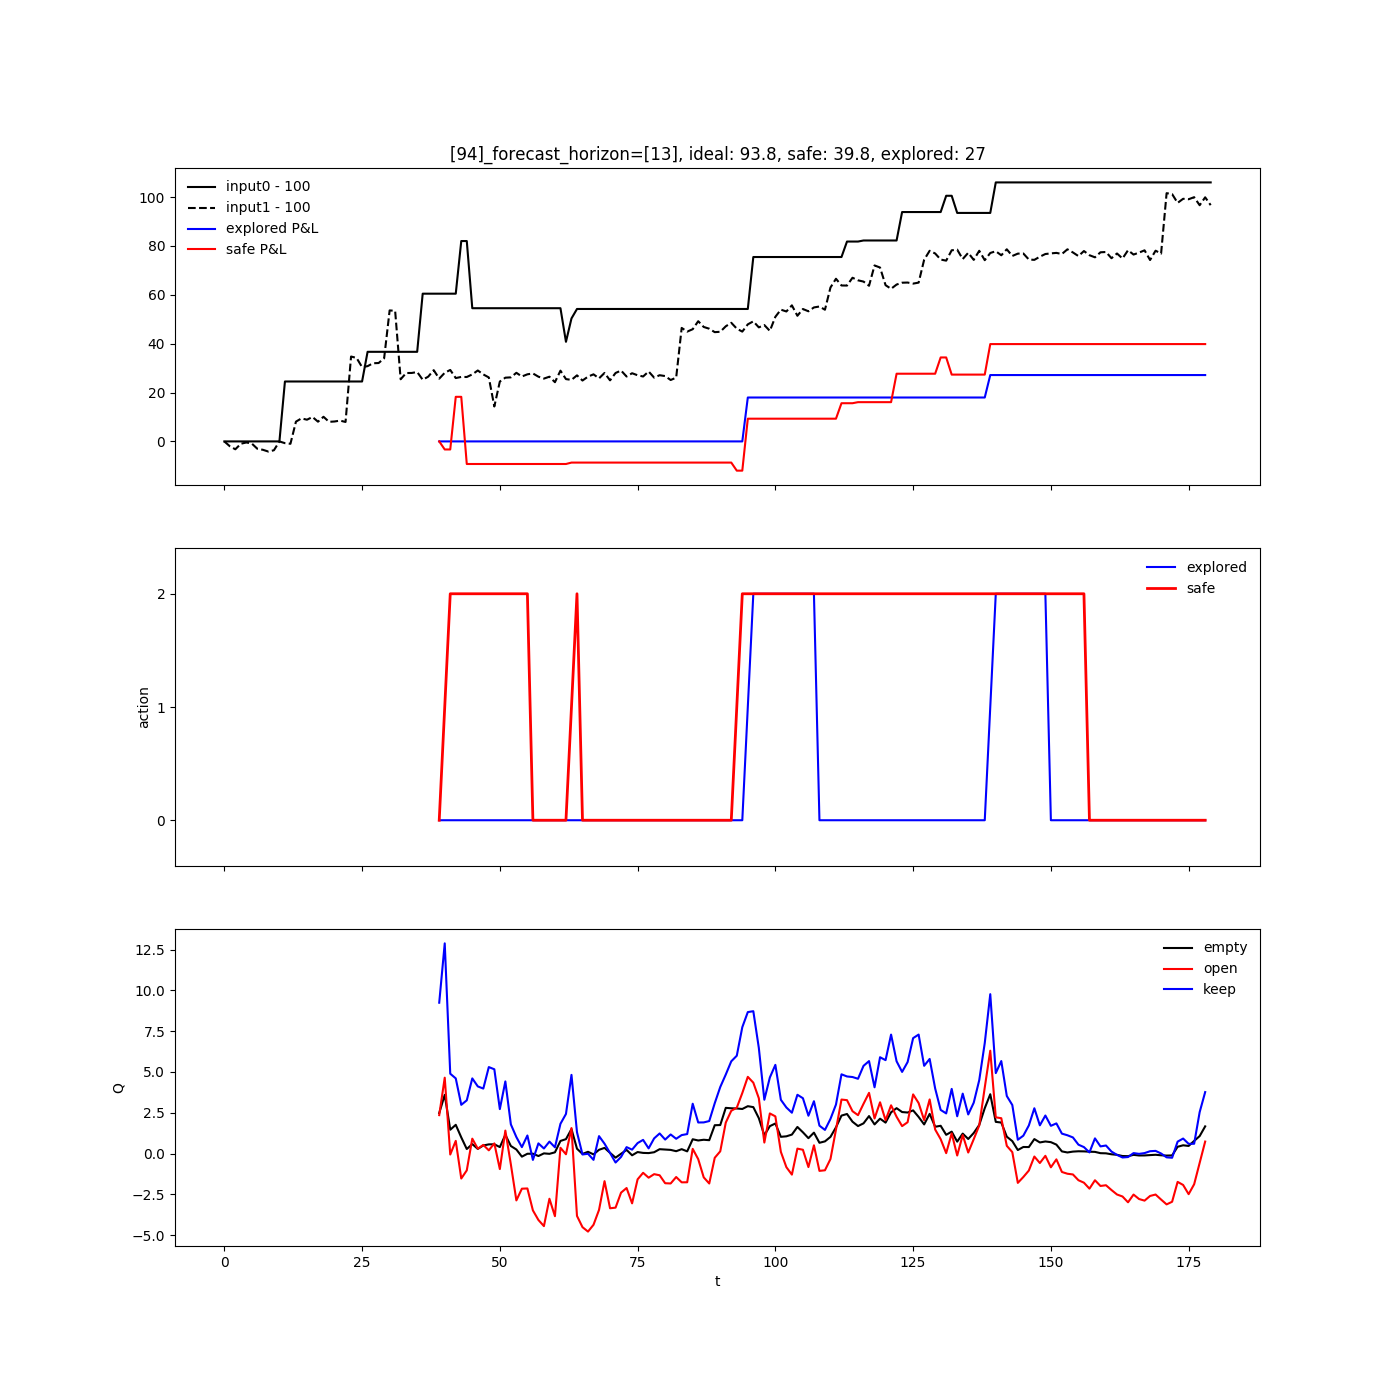 [94]_forecast_horizon=[13], ideal: 93.8, safe: 39.8, explored: 27
input0 - 100
input1 - 100
explored P&L
safe P&L
100
80
60
40
20
0
explored
safe
2
1
0
action
empty
open
keep
12.5
10.0
7.5
5.0
2.5
0.0
−2.5
−5.0
Q
0 25 50 75 100 125 150 175
t